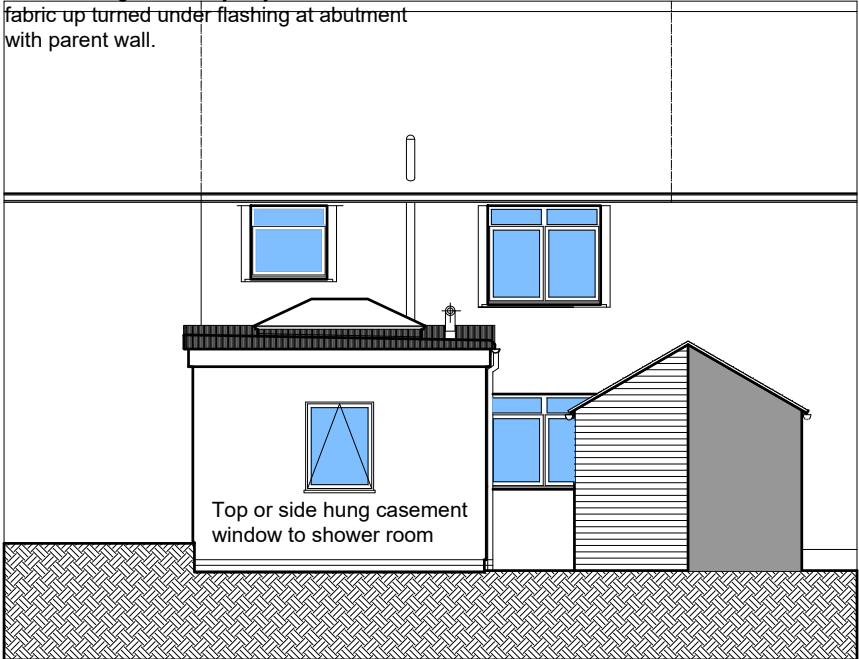 fabric up turned under flashing at abutment
with parent wall.
Top or side hung casement
window to shower room